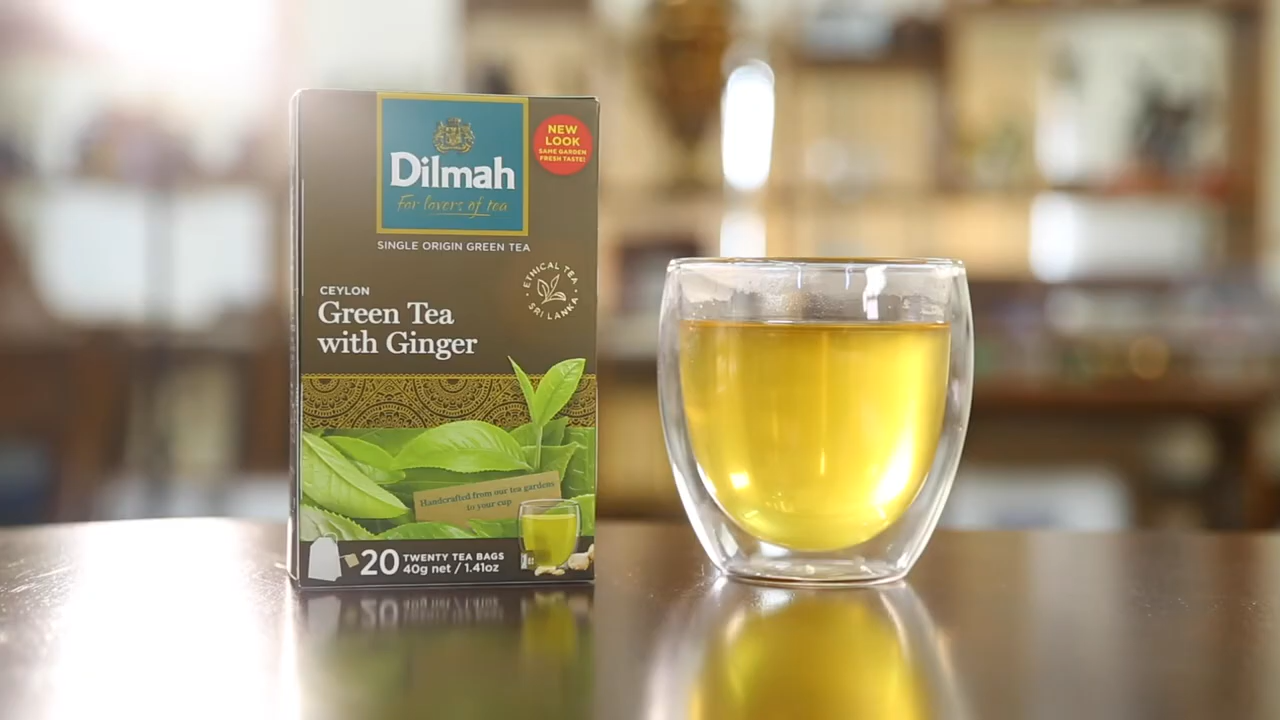 NEW
LOOK
SAME GARDEN
FRESH TASTE!
Dilmah
For lovers of tea
SINGLE ORIGIN GREEN TEA
ETHICAL TEA
SRI LANKA
CEYLON
Green Tea
with Ginger
Handcrafted from our tea gardens
to your cup
20 TWENTY TEA BAGS
40g net / 1.41oz